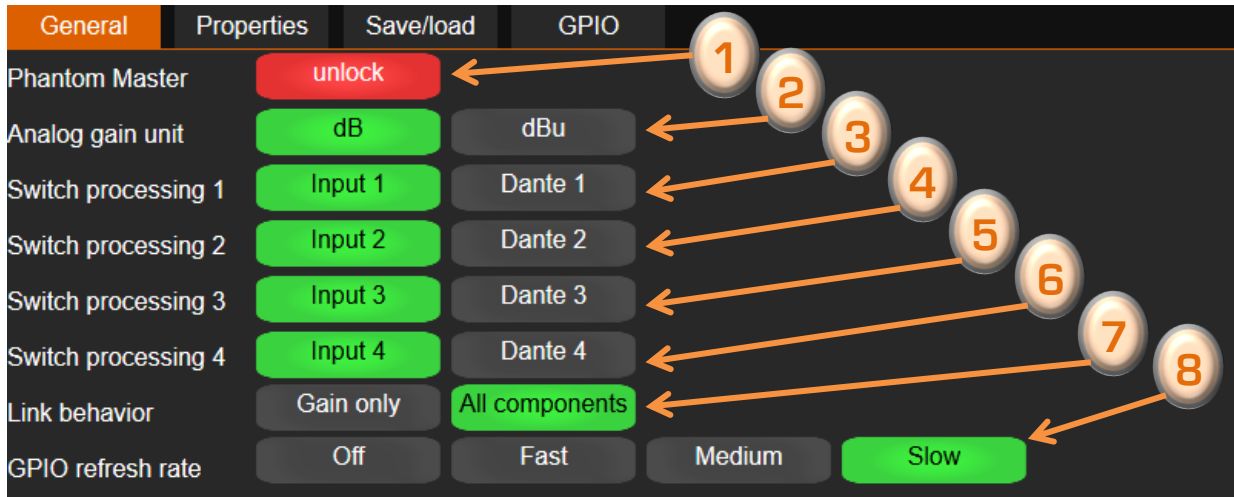 General Properties Save/load GPIO
Phantom Master unlock 1
Analog gain unit dB dBu 2
Switch processing 1 Input 1 Dante 1 3
Switch processing 2 Input 2 Dante 2 4
Switch processing 3 Input 3 Dante 3 5
Switch processing 4 Input 4 Dante 4 6
Link behavior Gain only All components 7
GPIO refresh rate Off Fast Medium Slow 8